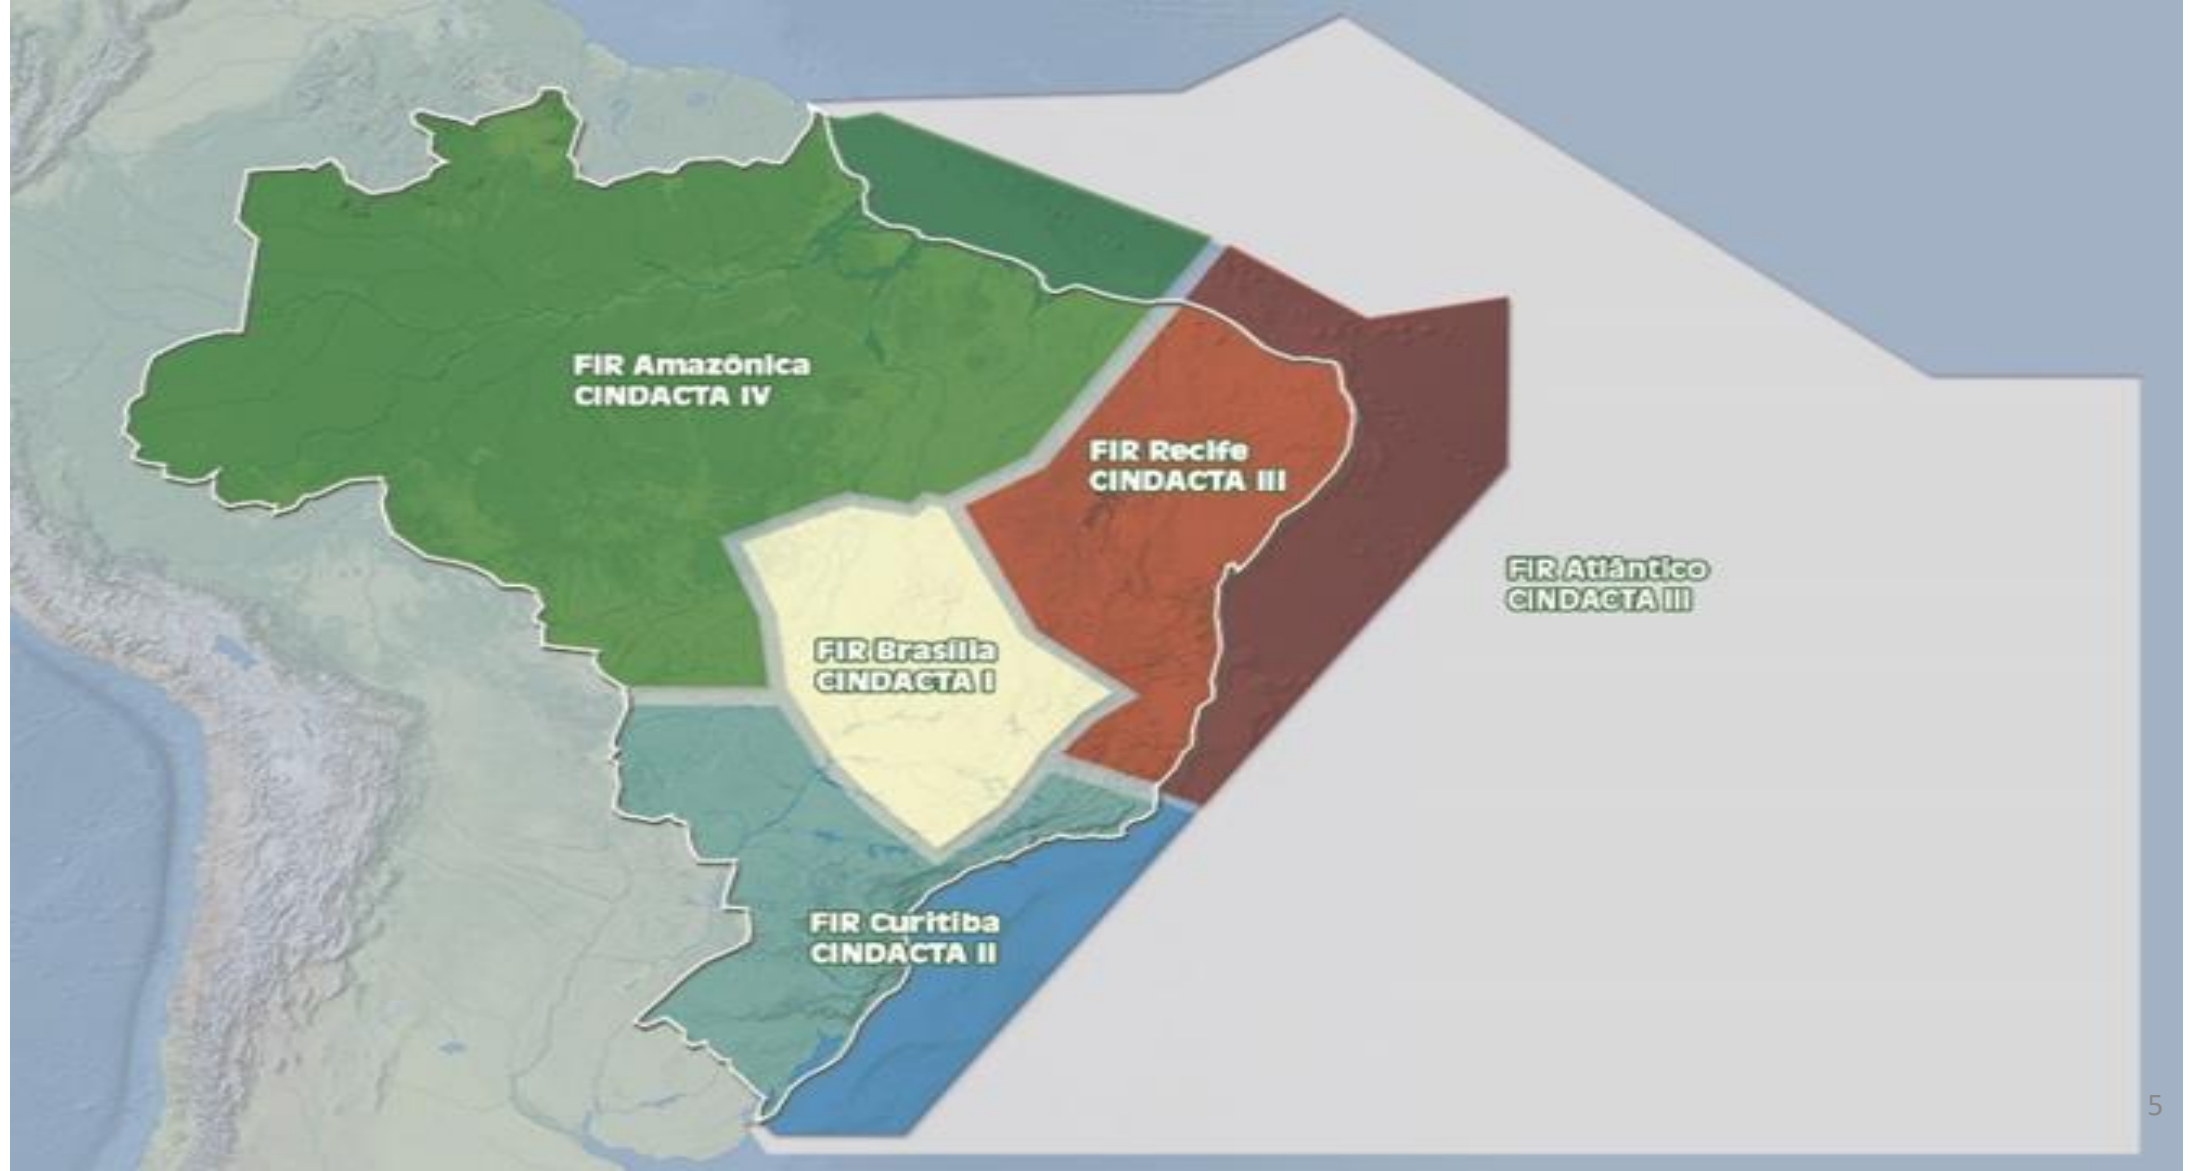 FIR Amazônica
CINDACTA IV
FIR Recife
CINDACTA III
FIR Atlântico
CINDACTA III
FIR Brasília
CINDACTA I
FIR Curitiba
CINDACTA II
5